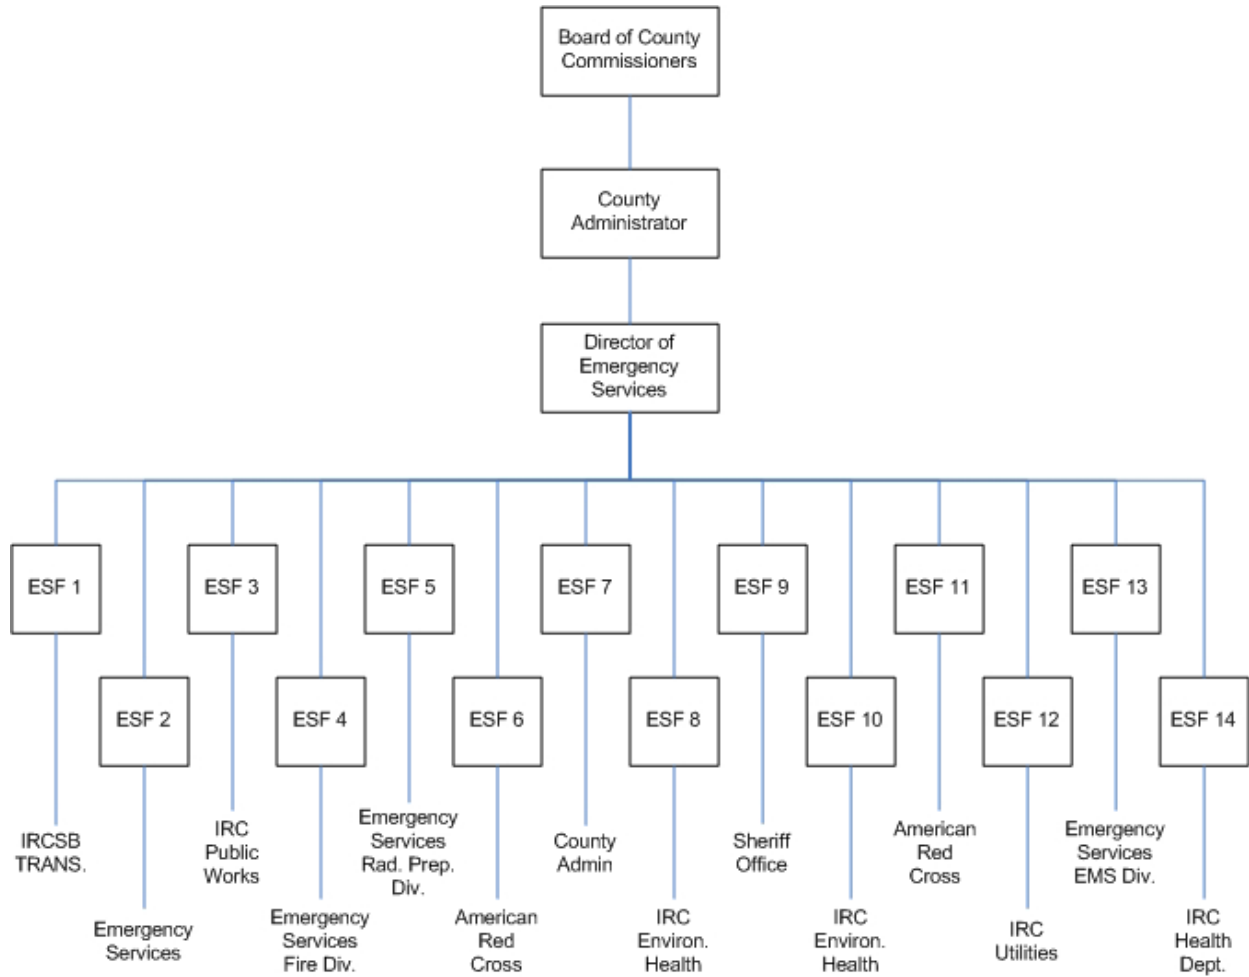 Board of County
Commissioners
County
Administrator
Director of
Emergency
Services
ESF 1
ESF 3
ESF 5
ESF 7
ESF 9
ESF 11
ESF 13
ESF 2
ESF 4
ESF 6
ESF 8
ESF 10
ESF 12
ESF 14
IRCSB
TRANS.
IRC
Public
Works
Emergency
Services
Rad. Prep.
Div.
County
Admin
Sheriff
Office
American
Red
Cross
Emergency
Services
EMS Div.
Emergency
Services
Emergency
Services
Fire Div.
American
Red
Cross
IRC
Environ.
Health
IRC
Environ.
Health
IRC
Utilities
IRC
Health
Dept.